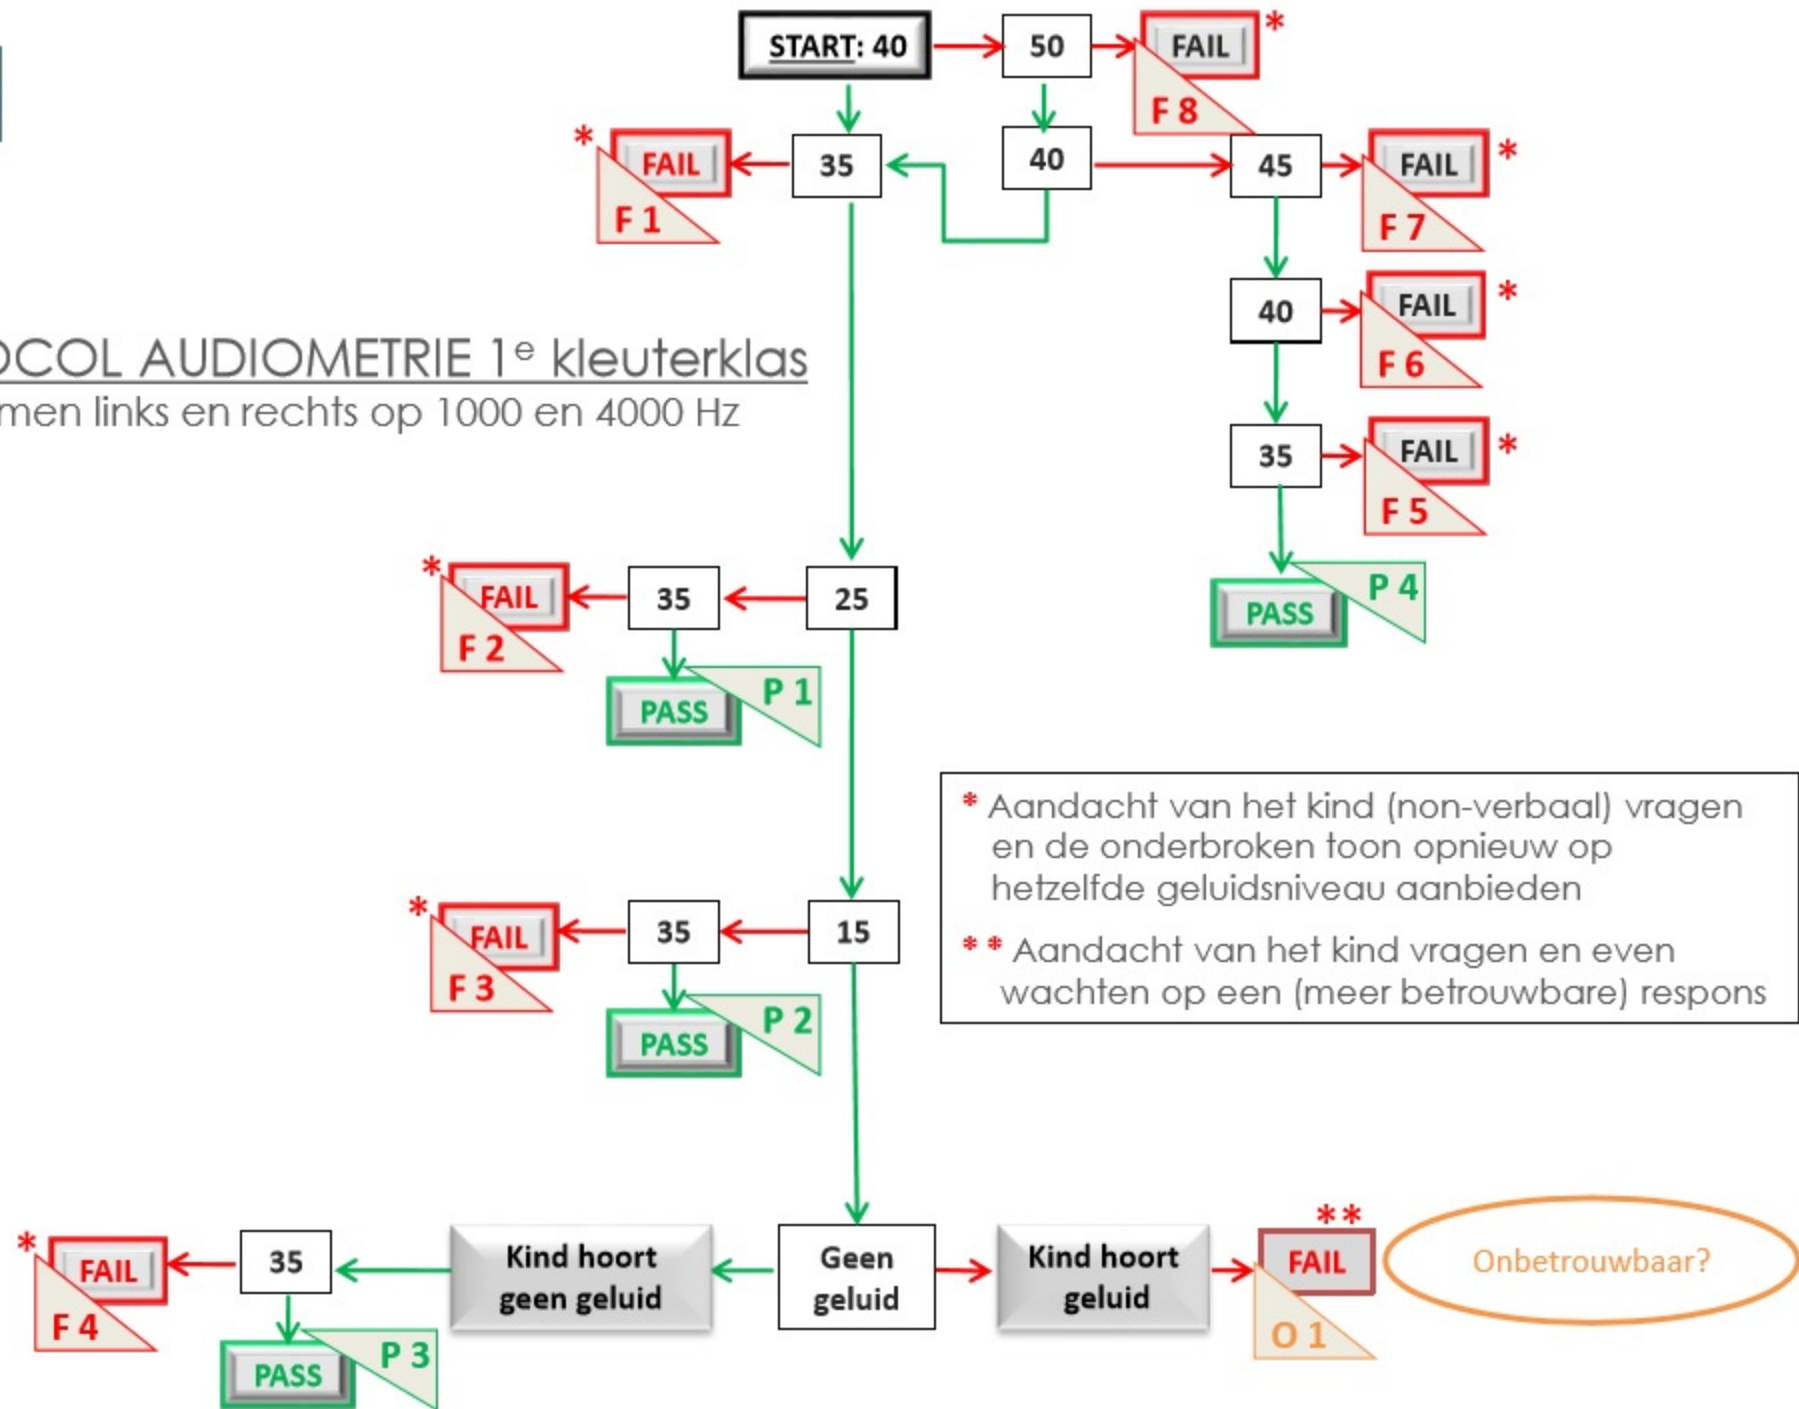 START: 40
50
FAIL
*
F 8
*
FAIL
F 1
35
40
45
FAIL
*
F 7
40
FAIL
*
F 6
OCOL AUDIOMETRIE 1e kleuterklas
men links en rechts op 1000 en 4000 Hz
35
FAIL
*
F 5
*
FAIL
F 2
35
25
PASS
P 4
PASS
P 1
* Aandacht van het kind (non-verbaal) vragen
en de onderbroken toon opnieuw op
hetzelfde geluidsniveau aanbieden
* * Aandacht van het kind vragen en even
wachten op een (meer betrouwbare) respons
*
FAIL
F 3
35
15
PASS
P 2
*
FAIL
F 4
35
PASS
P 3
Kind hoort
geen geluid
Geen
geluid
Kind hoort
geluid
**
FAIL
O 1
Onbetrouwbaar?